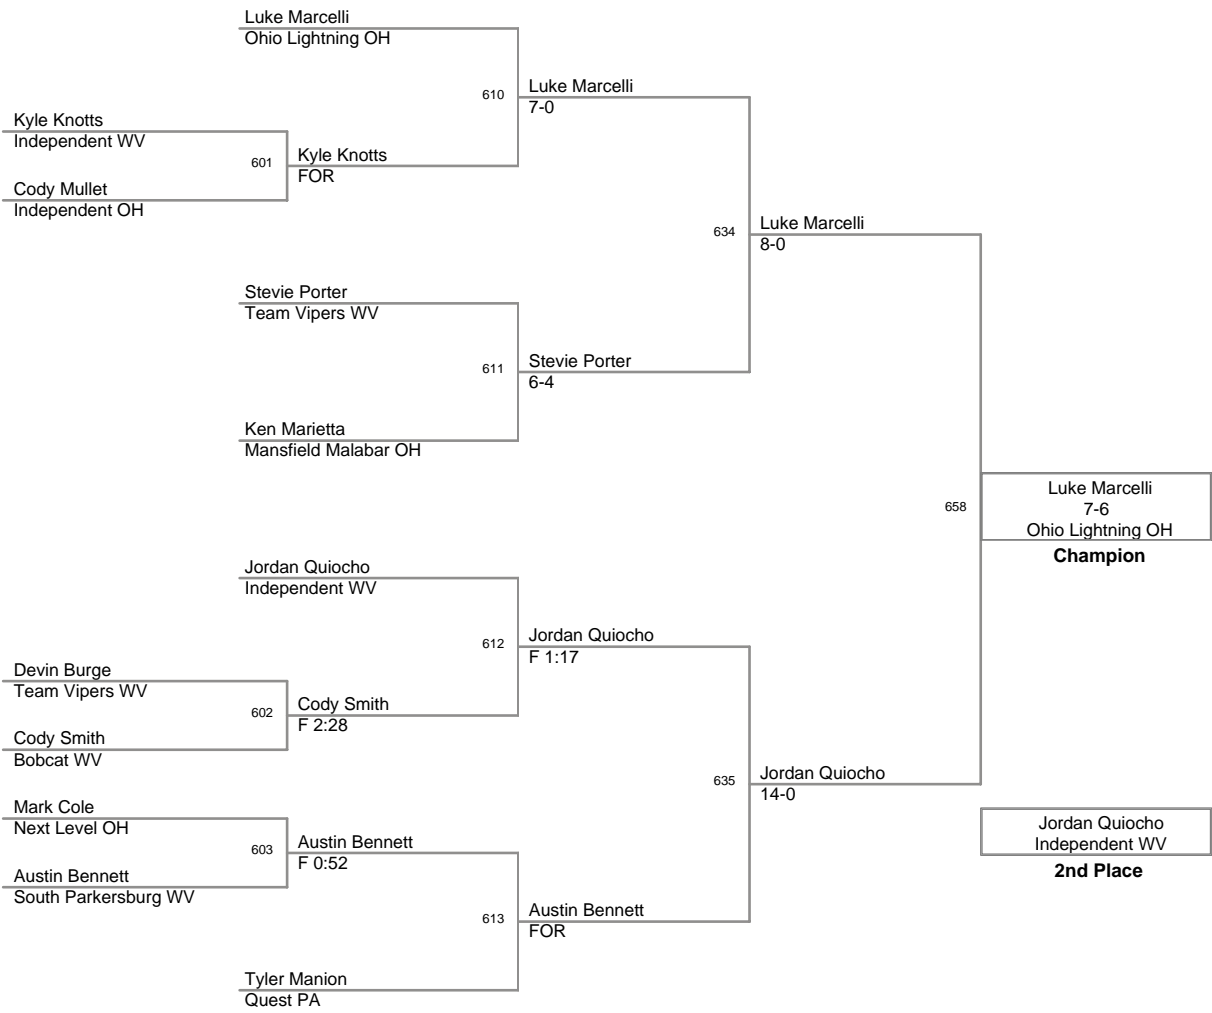 Luke Marcelli
Ohio Lightning OH
610
Luke Marcelli
7-0
Kyle Knotts
Independent WV
601
Kyle Knotts
FOR
Cody Mullet
Independent OH
634
Luke Marcelli
8-0
Stevie Porter
Team Vipers WV
611
Stevie Porter
6-4
Ken Marietta
Mansfield Malabar OH
658
Luke Marcelli
7-6
Ohio Lightning OH
Champion
Jordan Quiocho
Independent WV
612
Jordan Quiocho
F 1:17
Devin Burge
Team Vipers WV
602
Cody Smith
F 2:28
Cody Smith
Bobcat WV
635
Jordan Quiocho
14-0
Mark Cole
Next Level OH
603
Austin Bennett
F 0:52
Austin Bennett
South Parkersburg WV
Jordan Quiocho
Independent WV
2nd Place
613
Austin Bennett
FOR
Tyler Manion
Quest PA